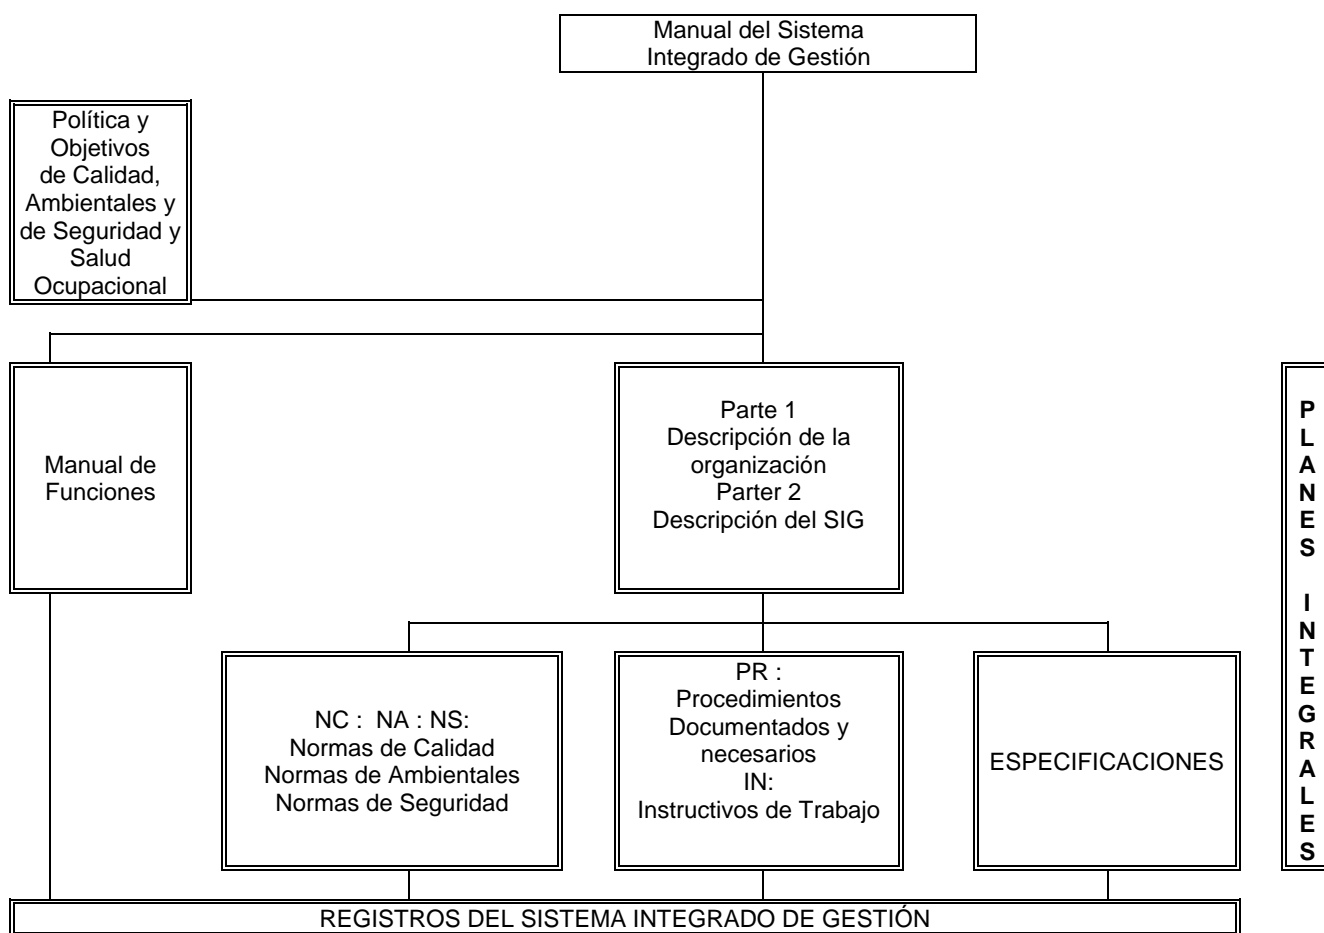 Manual del Sistema
Integrado de Gestión
Política y
Objetivos
de Calidad,
Ambientales y
de Seguridad y
Salud
Ocupacional
Manual de
Funciones
Parte 1
Descripción de la
organización
Parter 2
Descripción del SIG
P
L
A
N
E
S
I
N
T
E
G
R
A
L
E
S
NC : NA : NS:
Normas de Calidad
Normas de Ambientales
Normas de Seguridad
PR :
Procedimientos
Documentados y
necesarios
IN:
Instructivos de Trabajo
ESPECIFICACIONES
REGISTROS DEL SISTEMA INTEGRADO DE GESTIÓN